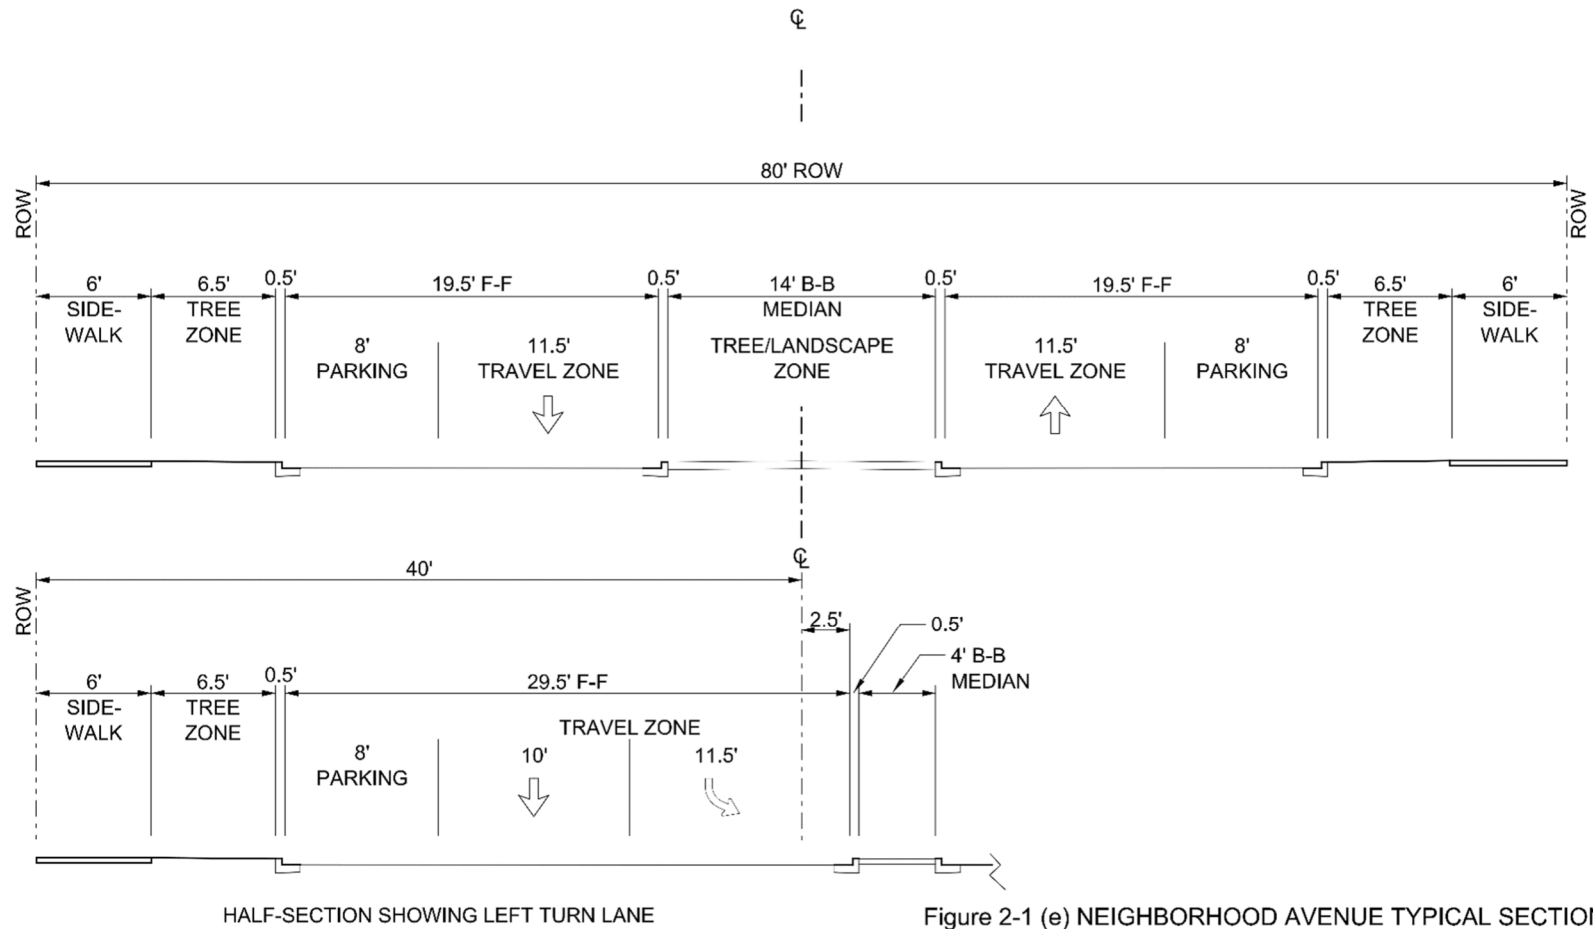 ℄
80' ROW
ROW
ROW
6'
SIDE-
WALK
6.5'
TREE
ZONE
0.5'
19.5' F-F
0.5'
14' B-B
MEDIAN
TREE/LANDSCAPE
ZONE
0.5'
19.5' F-F
0.5'
6.5'
TREE
ZONE
6'
SIDE-
WALK
8'
PARKING
11.5'
TRAVEL ZONE
11.5'
TRAVEL ZONE
8'
PARKING
℄
40'
ROW
2.5'
0.5'
4' B-B
MEDIAN
6'
SIDE-
WALK
6.5'
TREE
ZONE
0.5'
29.5' F-F
TRAVEL ZONE
8'
PARKING
10'
11.5'
HALF-SECTION SHOWING LEFT TURN LANE
Figure 2-1 (e) NEIGHBORHOOD AVENUE TYPICAL SECTION